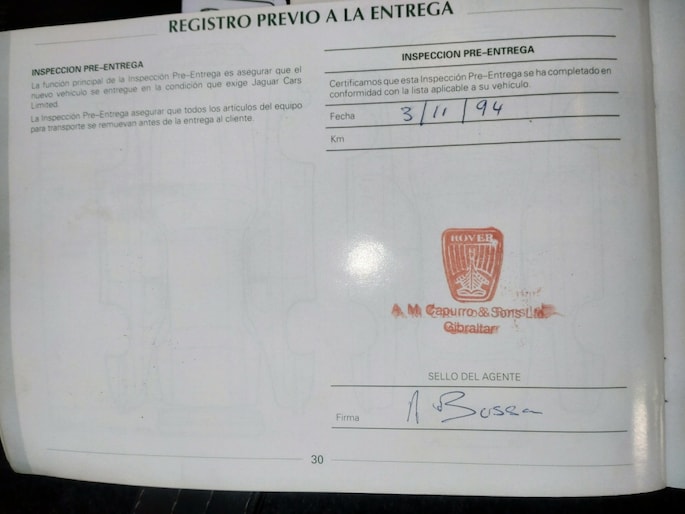 REGISTRO PREVIO A LA ENTREGA
INSPECCION PRE-ENTREGA
La función principal de la Inspección Pre-Entrega es asegurar que el
nuevo vehículo se entregue en la condición que exige Jaguar Cars
Limited.
La Inspección Pre-Entrega asegurar que todos los artículos del equipo
para transporte se remuevan antes de la entrega al cliente.
INSPECCION PRE-ENTREGA
Certificamos que esta Inspección Pre-Entrega se ha completado en
conformidad con la lista aplicable a su vehículo.
Fecha 3/11/94
Km
ROVER
A. M. Capurro & Sons Ltd.
Gibraltar
SELLO DEL AGENTE
Firma A Bossa
30